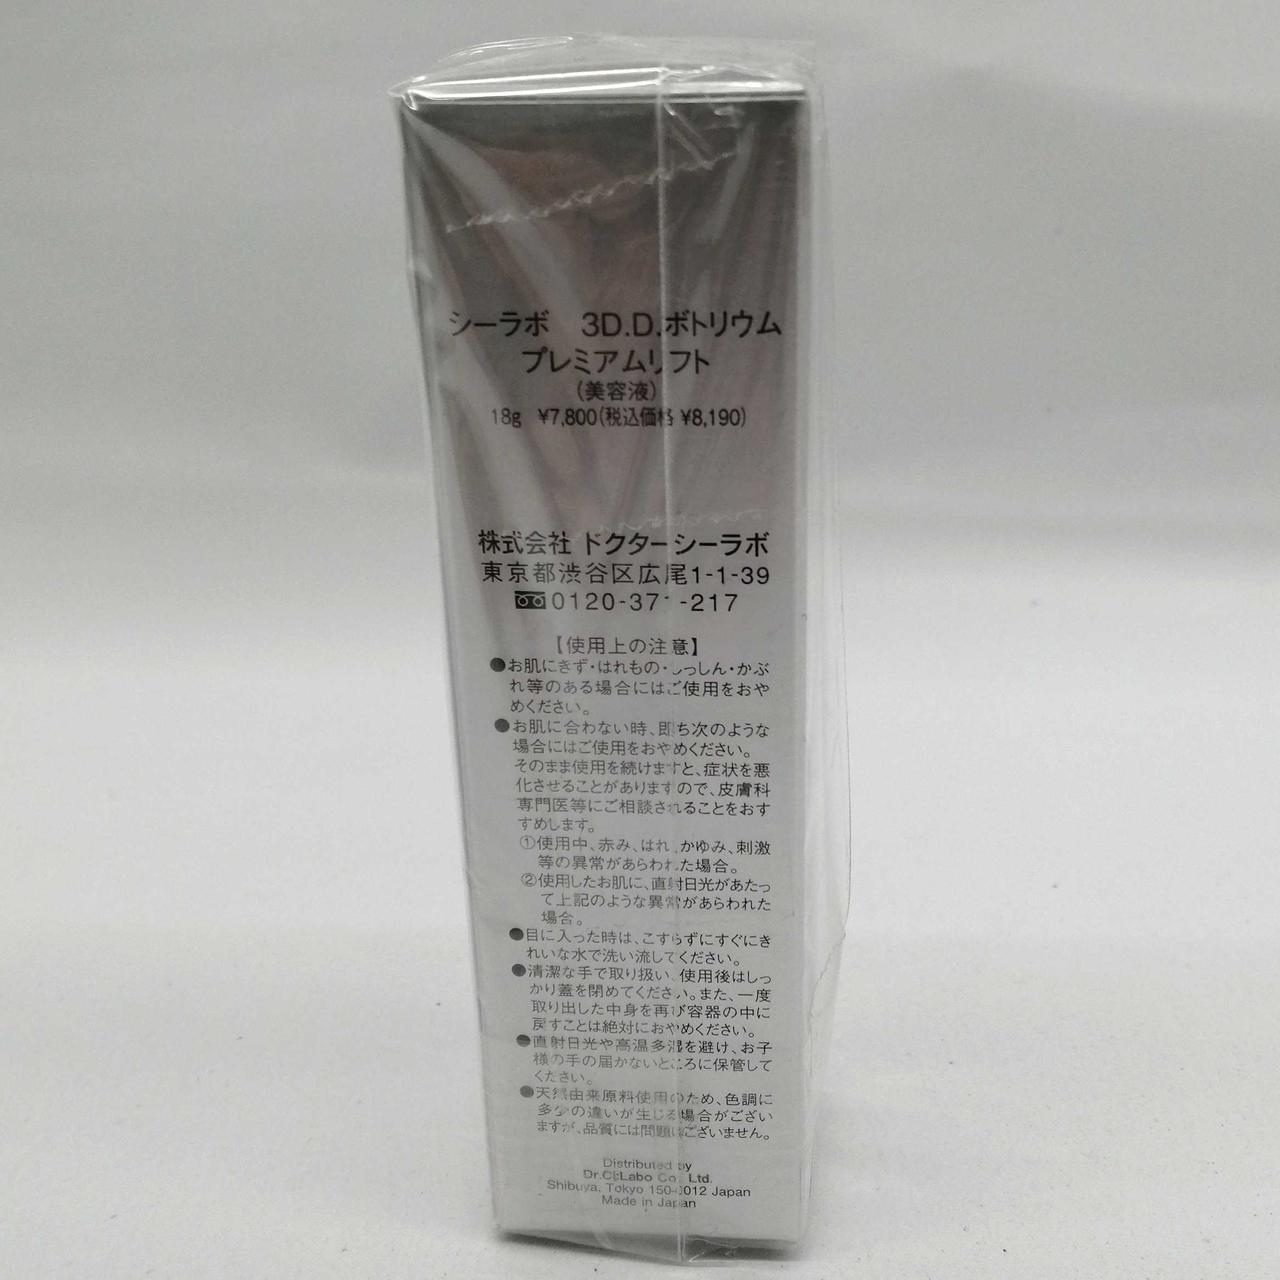 シーラボ　3D.D.ボトリウム
プレミアムリフト
(美容液)
18g　¥7,800(税込価格 ¥8,190)
株式会社 ドクターシーラボ
東京都渋谷区広尾1-1-39
0120-371-217
【使用上の注意】
●お肌にきず・はれもの・しっしん・かぶ
れ等のある場合にはご使用をおや
めください。
●お肌に合わない時、即ち次のような
場合にはご使用をおやめください。
そのまま使用を続けますと、症状を悪
化させることがありますので、皮膚科
専門医等にご相談されることをおす
すめします。
①使用中、赤み、はれ、かゆみ、刺激
等の異常があらわれた場合。
②使用したお肌に、直射日光があたっ
て上記のような異常があらわれた
場合。
●目に入った時は、こすらずにすぐにき
れいな水で洗い流してください。
●清潔な手で取り扱い、使用後はしっ
かり蓋を閉めてください。また、一度
取り出した中身を再び容器の中に
戻すことは絶対におやめください。
●直射日光や高温多湿を避け、お子
様の手の届かないところに保管して
ください。
●天然由来原料使用のため、色調に
多少の違いが生じる場合がござい
ますが、品質には問題はございません。
Distributed by
Dr.Ci:Labo Co., Ltd.
Shibuya, Tokyo 150-0012 Japan
Made in Japan